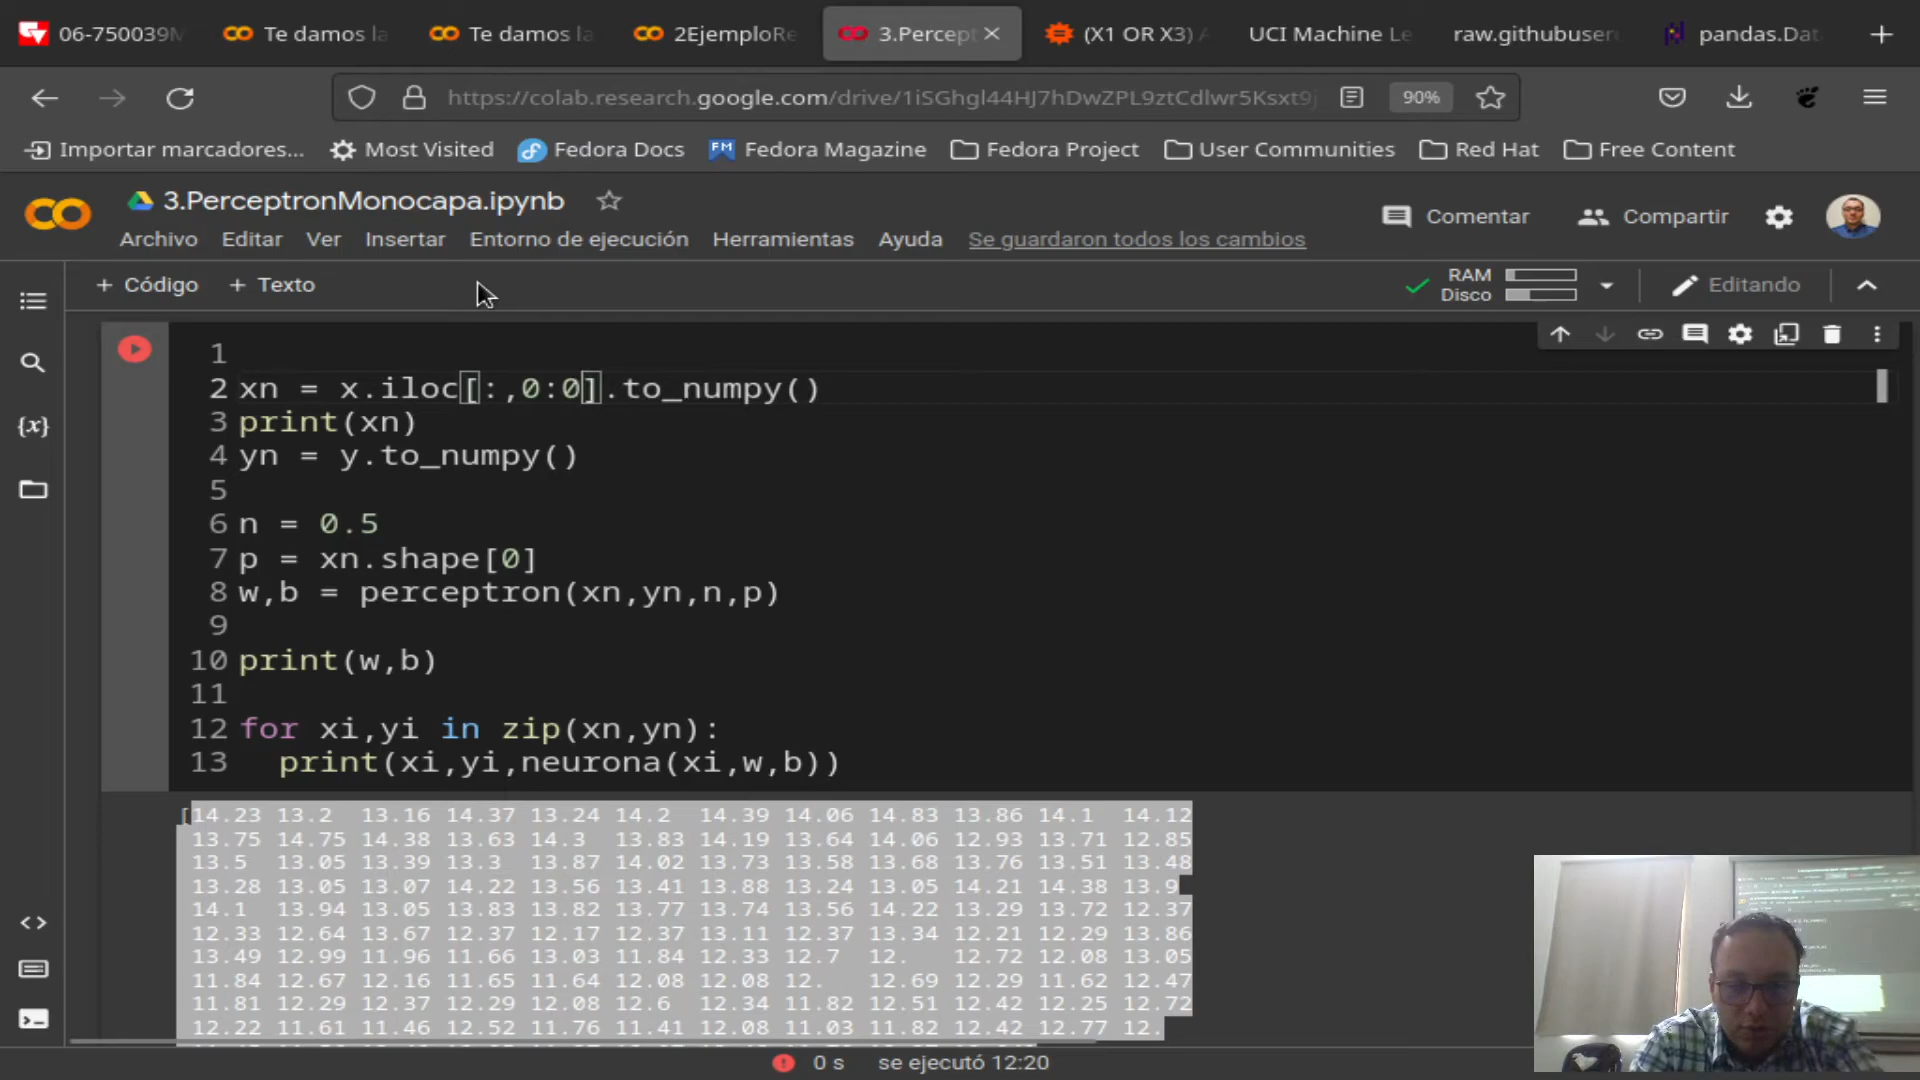 06-750039M
Te damos la
Te damos la
2EjemploRe
3.Percept
(X1 OR X3) A
UCI Machine Le
raw.githubuser
pandas.Dat
https://colab.research.google.com/drive/1iSGhgl44HJ7hDwZPL9ztCdlwr5Ksxt9j
90%
Importar marcadores...
Most Visited
Fedora Docs
FM
Fedora Magazine
Fedora Project
User Communities
Red Hat
Free Content
3.PerceptronMonocapa.ipynb
Comentar
Compartir
Archivo
Editar
Ver
Insertar
Entorno de ejecución
Herramientas
Ayuda
Se guardaron todos los cambios
+ Código
+ Texto
RAM
Disco
Editando
1
2 xn = x.iloc[:,0:0].to_numpy()
3 print(xn)
4 yn = y.to_numpy()
5
6 n = 0.5
7 p = xn.shape[0]
8 w,b = perceptron(xn,yn,n,p)
9
10 print(w,b)
11
12 for xi,yi in zip(xn,yn):
13 print(xi,yi,neurona(xi,w,b))
[14.23 13.2 13.16 14.37 13.24 14.2 14.39 14.06 14.83 13.86 14.1 14.12
13.75 14.75 14.38 13.63 14.3 13.83 14.19 13.64 14.06 12.93 13.71 12.85
13.5 13.05 13.39 13.3 13.87 14.02 13.73 13.58 13.68 13.76 13.51 13.48
13.28 13.05 13.07 14.22 13.56 13.41 13.88 13.24 13.05 14.21 14.38 13.9
14.1 13.94 13.05 13.83 13.82 13.77 13.74 13.56 14.22 13.29 13.72 12.37
12.33 12.64 13.67 12.37 12.17 12.37 13.11 12.37 13.34 12.21 12.29 13.86
13.49 12.99 11.96 11.66 13.03 11.84 12.33 12.7 12. 12.72 12.08 13.05
11.84 12.67 12.16 11.65 11.64 12.08 12.08 12. 12.69 12.29 11.62 12.47
11.81 12.29 12.37 12.29 12.08 12.6 12.34 11.82 12.51 12.42 12.25 12.72
12.22 11.61 11.46 12.52 11.76 11.41 12.08 11.03 11.82 12.42 12.77 12.
0 s
se ejecutó 12:20